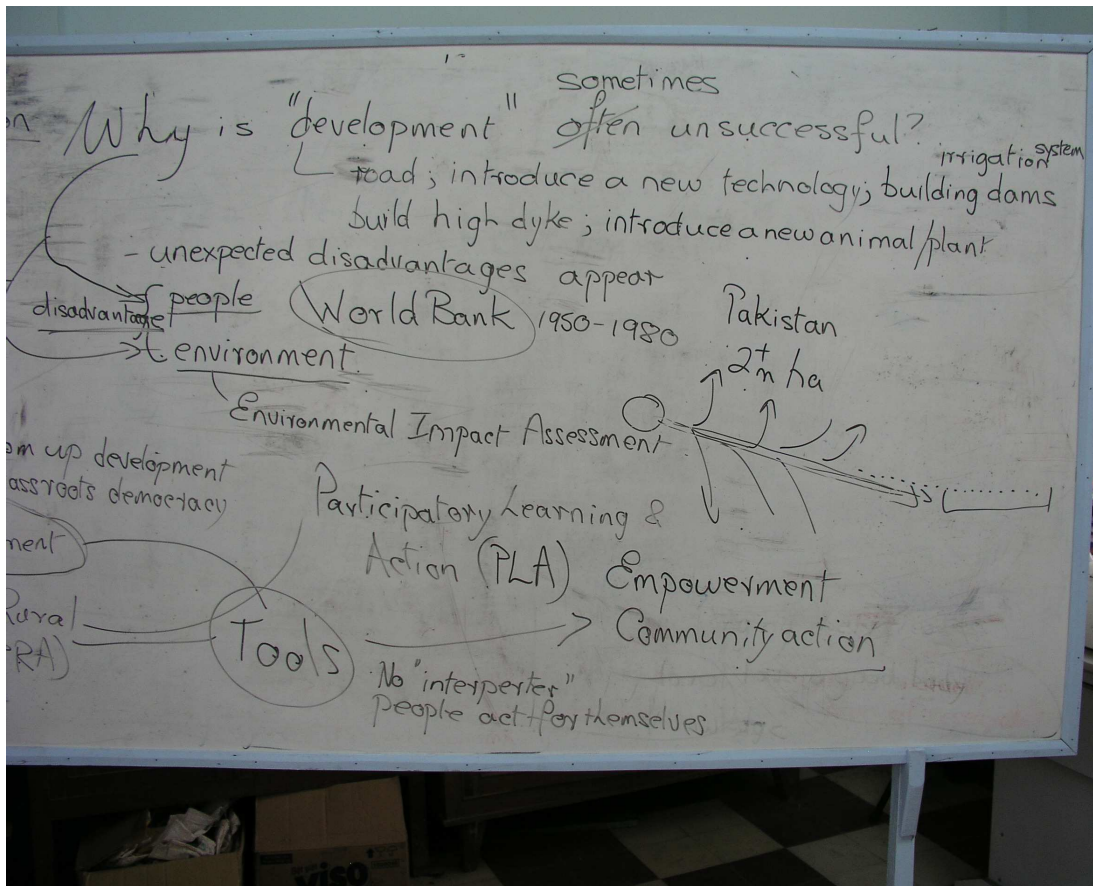 sometimes
on Why is "development" often unsuccessful?
irrigation system
road; introduce a new technology; building dams
build high dyke; introduce a new animal/plant
- unexpected disadvantages appear
people
disadvantage
World Bank 1950-1980
Pakistan
environment
2+m ha
Environmental Impact Assessment
om up development
assroots democracy
Participatory Learning &
ment
Action (PLA) Empowerment
Rural
Tools
Community action
RA)
No "interperter"
people act for themselves
viso